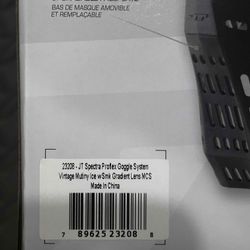 BAS DE MASQUE AMOVIBLE
ET REMPLAÇABLE
23208 - JT Spectra Proflex Goggle System
Vintage Mutiny Ice w/Smk Gradient Lens MCS
Made in China
7 89625 23208 8